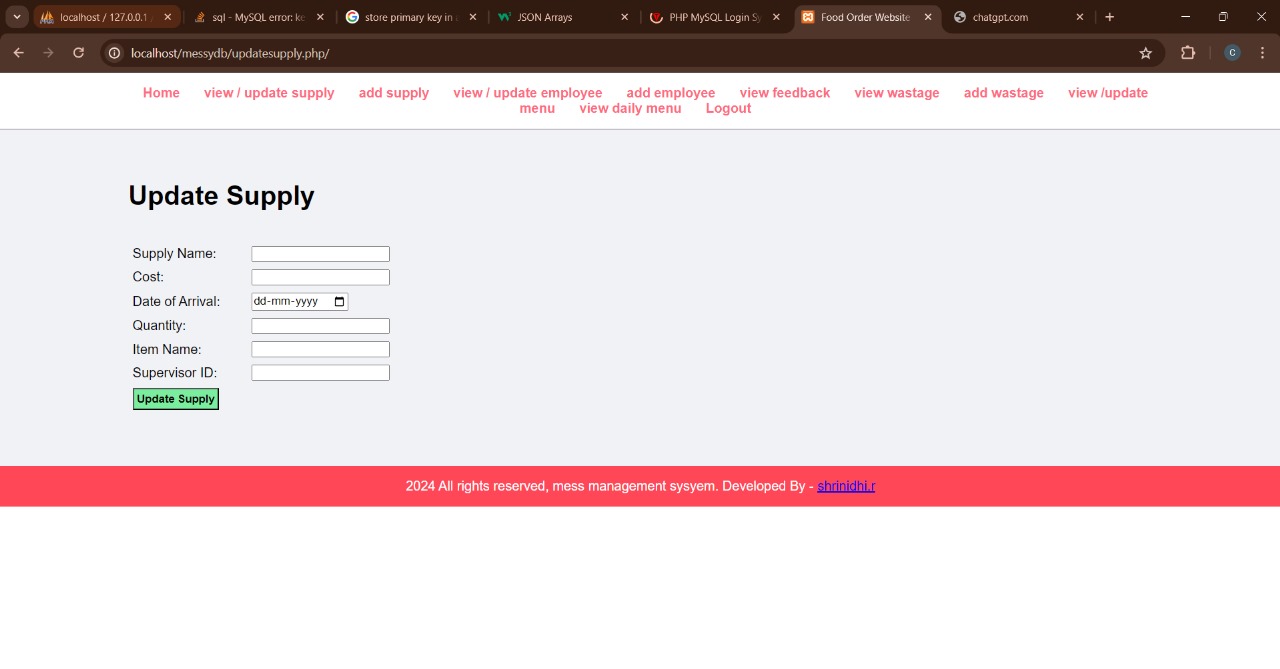 localhost / 127.0.0.1
sql - MySQL error: ke
store primary key in
JSON Arrays
PHP MySQL Login Sy
Food Order Website
chatgpt.com
localhost/messydb/updatesupply.php/
C
Home view / update supply add supply view / update employee add employee view feedback view wastage add wastage view /update
menu view daily menu Logout
Update Supply
Supply Name:
Cost:
Date of Arrival: dd-mm-yyyy
Quantity:
Item Name:
Supervisor ID:
Update Supply
2024 All rights reserved, mess management sysyem. Developed By - shrinidhi.r